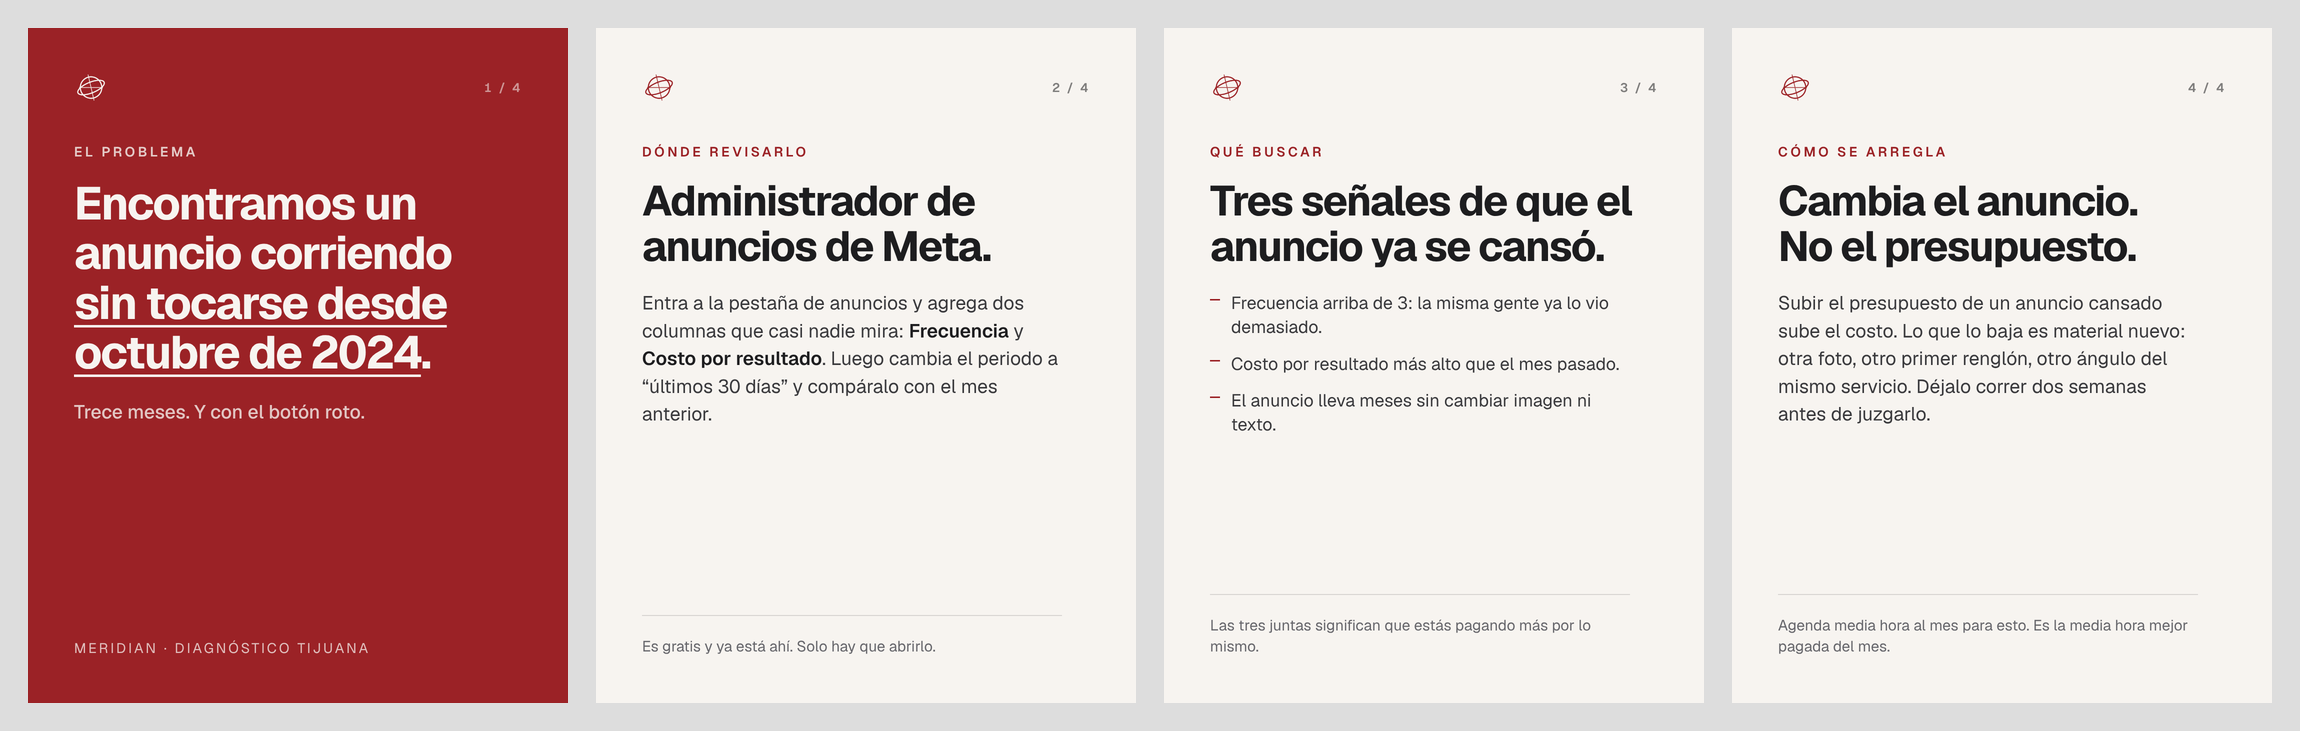 1 / 4
EL PROBLEMA
Encontramos un
anuncio corriendo
sin tocarse desde
octubre de 2024.
Trece meses. Y con el botón roto.
MERIDIAN · DIAGNÓSTICO TIJUANA
2 / 4
DÓNDE REVISARLO
Administrador de
anuncios de Meta.
Entra a la pestaña de anuncios y agrega dos
columnas que casi nadie mira: Frecuencia y
Costo por resultado. Luego cambia el periodo a
“últimos 30 días” y compáralo con el mes
anterior.
Es gratis y ya está ahí. Solo hay que abrirlo.
3 / 4
QUÉ BUSCAR
Tres señales de que el
anuncio ya se cansó.
– Frecuencia arriba de 3: la misma gente ya lo vio
demasiado.
– Costo por resultado más alto que el mes pasado.
– El anuncio lleva meses sin cambiar imagen ni
texto.
Las tres juntas significan que estás pagando más por lo
mismo.
4 / 4
CÓMO SE ARREGLA
Cambia el anuncio.
No el presupuesto.
Subir el presupuesto de un anuncio cansado
sube el costo. Lo que lo baja es material nuevo:
otra foto, otro primer renglón, otro ángulo del
mismo servicio. Déjalo correr dos semanas
antes de juzgarlo.
Agenda media hora al mes para esto. Es la media hora mejor
pagada del mes.